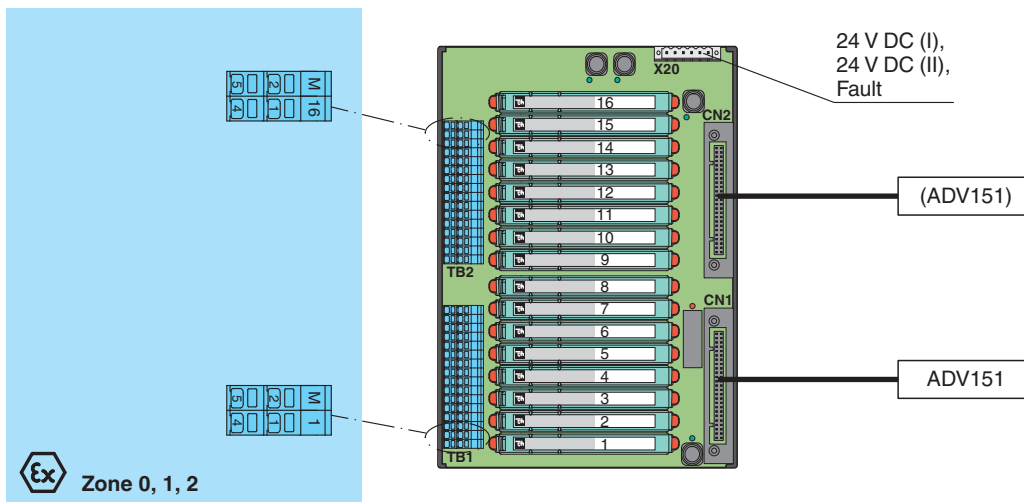 24 V DC (I),
24 V DC (II),
Fault
X20
5 2 M
4 1 16
CN2
16
15
14
13
12
11
10
9
TB2
(ADV151)
8
7
6
5
4
3
2
1
CN1
ADV151
5 2 M
4 1 1
TB1
Ex
Zone 0, 1, 2